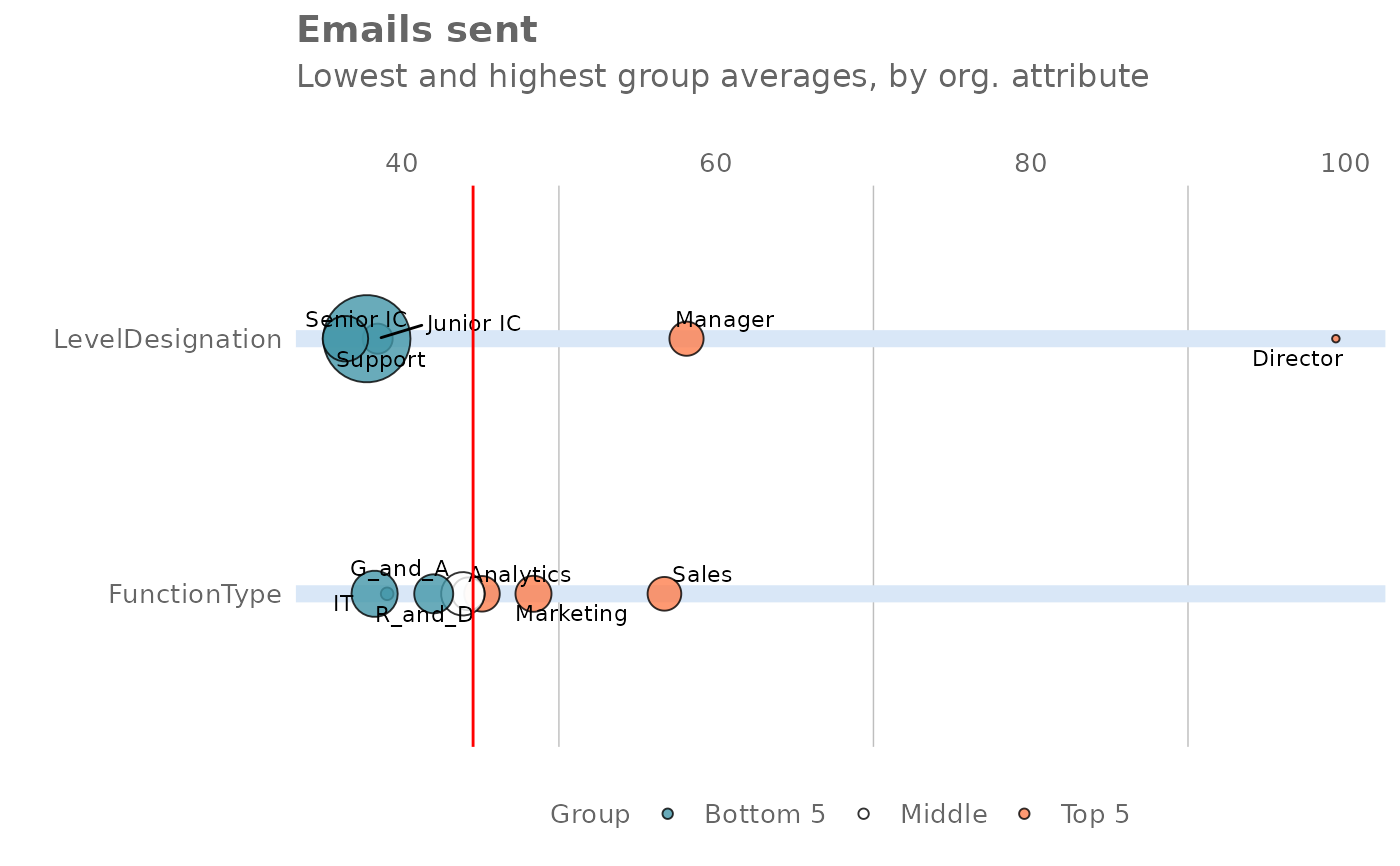 Emails sent
Lowest and highest group averages, by org. attribute
40 60 80 100
Senior IC Junior IC Manager
LevelDesignation
Support Director
G_and_A Analytics Sales
FunctionType
IT R_and_D Marketing
Group Bottom 5 Middle Top 5